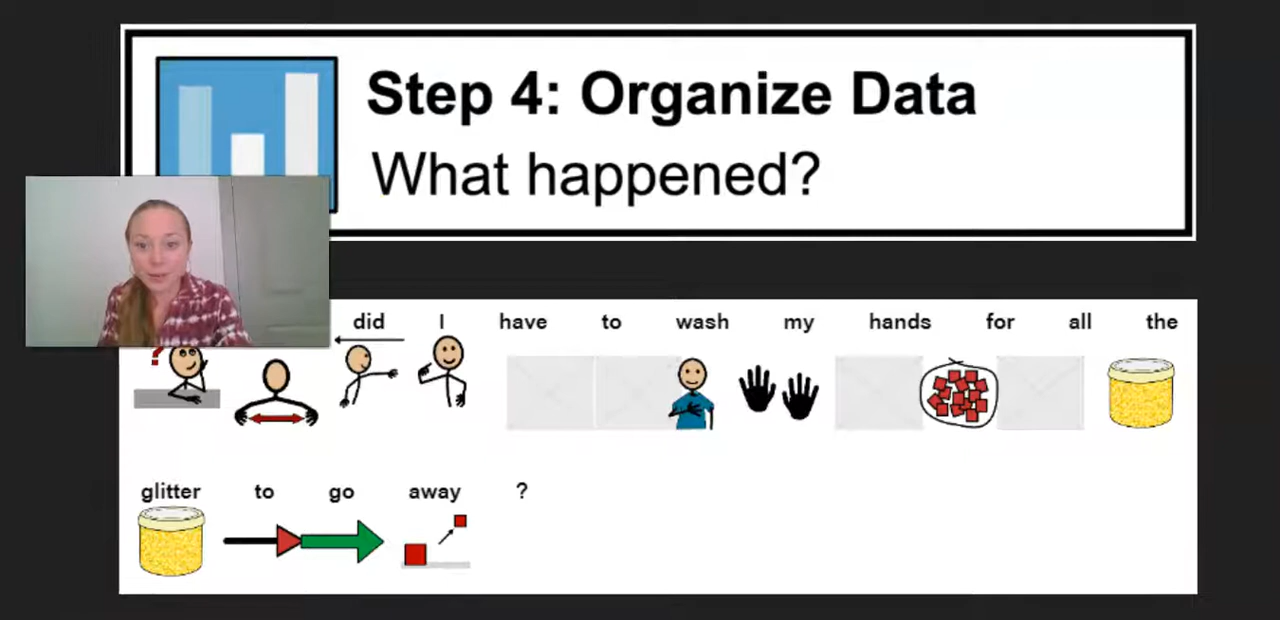 Step 4: Organize Data
What happened?
did I have to wash my hands for all the
glitter to go away ?